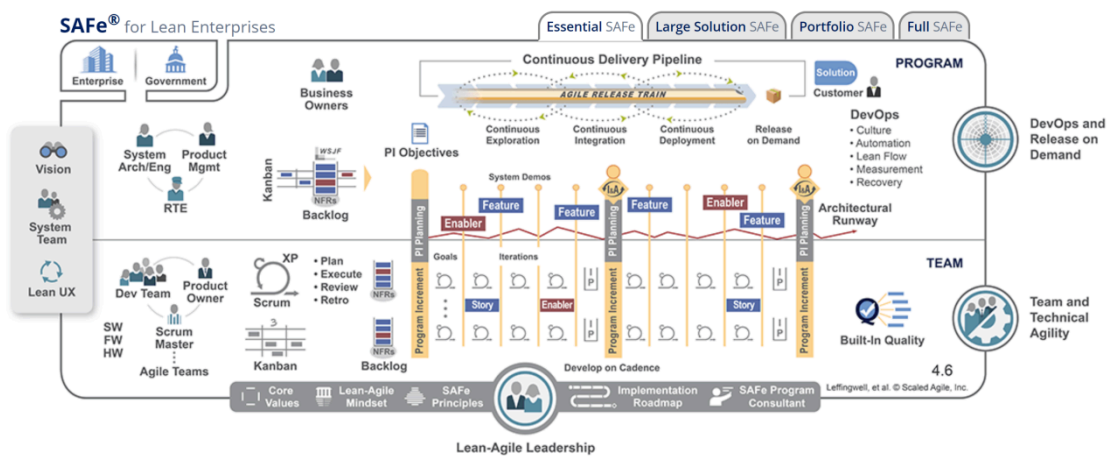 SAFe® for Lean Enterprises
Essential SAFe
Large Solution SAFe
Portfolio SAFe
Full SAFe
Enterprise
Government
Business
Owners
Continuous Delivery Pipeline
AGILE RELEASE TRAIN
Continuous
Exploration
Continuous
Integration
Continuous
Deployment
Release
on Demand
Solution
Customer
PROGRAM
DevOps
• Culture
• Automation
• Lean Flow
• Measurement
• Recovery
DevOps and
Release on
Demand
Vision
System
Team
Lean UX
System
Arch/Eng
Product
Mgmt
RTE
Kanban
WSJF
NFRs
Backlog
PI Objectives
System Demos
PI Planning
Enabler
Feature
Feature
I&A
PI Planning
Feature
Enabler
Feature
I&A
PI Planning
Architectural
Runway
TEAM
Dev Team
Product
Owner
Scrum
Master
Agile Teams
SW
FW
HW
XP
Scrum
Kanban
• Plan
• Execute
• Review
• Retro
NFRs
NFRs
Backlog
Program Increment
Goals
Iterations
Story
Enabler
I
P
I
P
Program Increment
Story
I
P
I
P
Program Increment
Develop on Cadence
Built-In Quality
Team and
Technical
Agility
4.6
Leffingwell, et al. © Scaled Agile, Inc.
Core
Values
Lean-Agile
Mindset
SAFe
Principles
Implementation
Roadmap
SAFe Program
Consultant
Lean-Agile Leadership